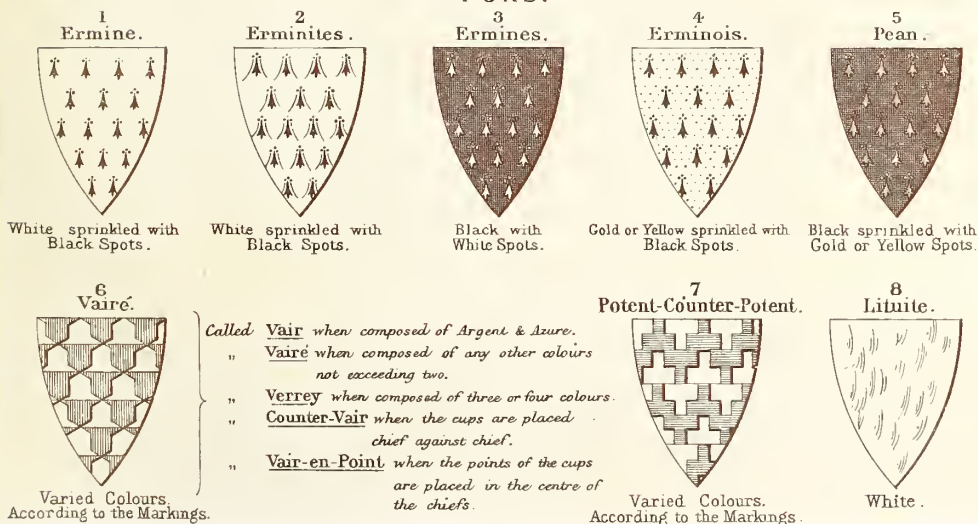 1
Ermine.
White sprinkled with
Black Spots.
2
Erminites.
White sprinkled with
Black Spots.
3
Ermines.
Black with
White Spots.
4
Erminois.
Gold or Yellow sprinkled with
Black Spots.
5
Pean.
Black sprinkled with
Gold or Yellow Spots.
6
Vairé.
Varied Colours.
According to the Markings.
Called Vair when composed of Argent & Azure.
„ Vairé when composed of any other colours
not exceeding two.
„ Verrey when composed of three or four colours.
„ Counter-Vair when the cups are placed
chief against chief.
„ Vair-en-Point when the points of the cups
are placed in the centre of
the chiefs.
7
Potent-Counter-Potent.
Varied Colours.
According to the Markings.
8
Lituite.
White.